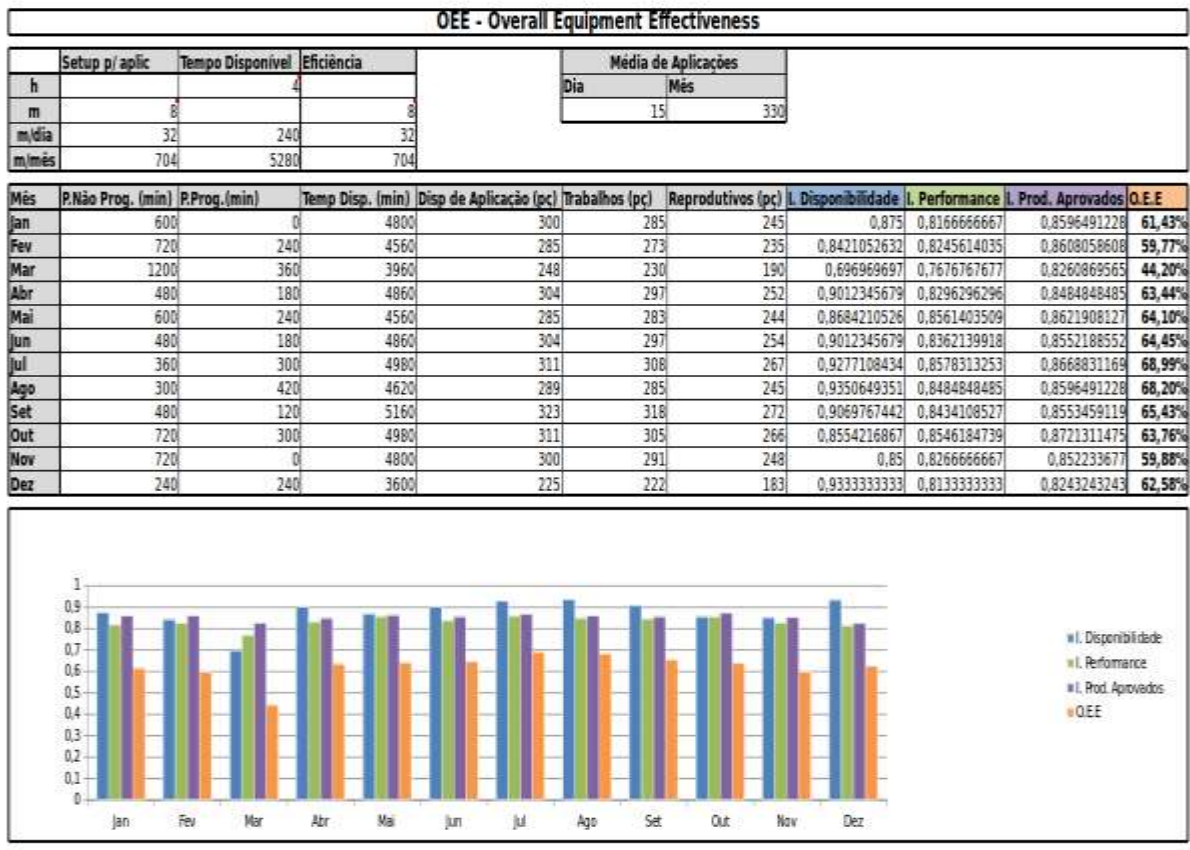 OEE - Overall Equipment Effectiveness
Setup p/ aplic Tempo Disponível Eficiência Média de Aplicações
h 4 Dia Mês
m 8 8 15 330
m/dia 32 240 32
m/mês 704 5280 704
Mês P.Não Prog. (min) P.Prog.(min) Temp Disp. (min) Disp de Aplicação (pç) Trabalhos (pç) Reprodutivos (pç) I. Disponibilidade I. Performance I. Prod. Aprovados O.E.E
Jan 600 0 4800 300 285 245 0,875 0,8166666667 0,8596491228 61,43%
Fev 720 240 4560 285 273 235 0,8421052632 0,8245614035 0,8608058608 59,77%
Mar 1200 360 3960 248 230 190 0,696969697 0,7676767677 0,8260869565 44,20%
Abr 480 180 4860 304 297 252 0,9012345679 0,8296296296 0,8484848485 63,44%
Mai 600 240 4560 285 283 244 0,8684210526 0,8561403509 0,8621908127 64,10%
Jun 480 180 4860 304 297 254 0,9012345679 0,8362139918 0,8552188552 64,45%
Jul 360 300 4980 311 308 267 0,9277108434 0,8578313253 0,8668831169 68,99%
Ago 300 420 4620 289 285 245 0,9350649351 0,8484848485 0,8596491228 68,20%
Set 480 120 5160 323 318 272 0,9069767442 0,8434108527 0,8553459119 65,43%
Out 720 300 4980 311 305 266 0,8554216867 0,8546184739 0,8721311475 63,76%
Nov 720 0 4800 300 291 248 0,85 0,8266666667 0,852233677 59,88%
Dez 240 240 3600 225 222 183 0,9333333333 0,8133333333 0,8243243243 62,58%
1
0,9
0,8
0,7
0,6
0,5
0,4
0,3
0,2
0,1
0
Jan Fev Mar Abr Mai Jun Jul Ago Set Out Nov Dez
I. Disponibilidade
I. Performance
I. Prod. Aprovados
O.E.E